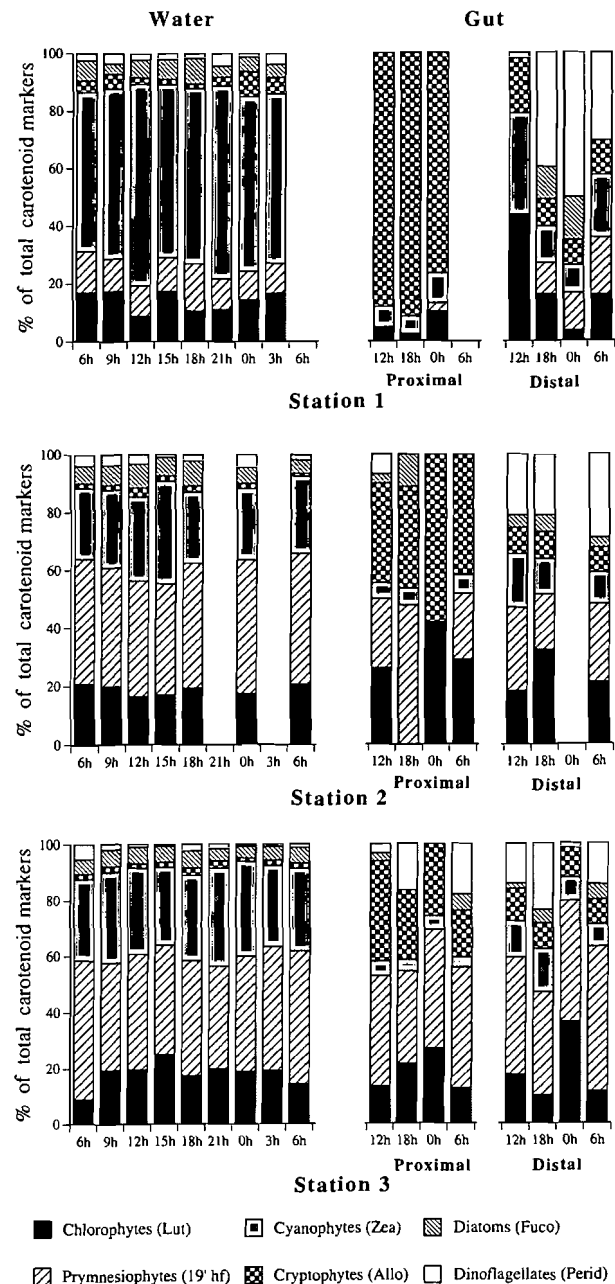 Water Gut
% of total carotenoid markers
100
80
60
40
20
0
6h 9h 12h 15h 18h 21h 0h 3h 6h
12h 18h 0h 6h
12h 18h 0h 6h
Proximal Distal
Station 1
% of total carotenoid markers
100
80
60
40
20
0
6h 9h 12h 15h 18h 21h 0h 3h 6h
12h 18h 0h 6h
12h 18h 0h 6h
Proximal Distal
Station 2
% of total carotenoid markers
100
80
60
40
20
0
6h 9h 12h 15h 18h 21h 0h 3h 6h
12h 18h 0h 6h
12h 18h 0h 6h
Proximal Distal
Station 3
Chlorophytes (Lut) Cyanophytes (Zea) Diatoms (Fuco)
Prymnesiophytes (19' hf) Cryptophytes (Allo) Dinoflagellates (Perid)